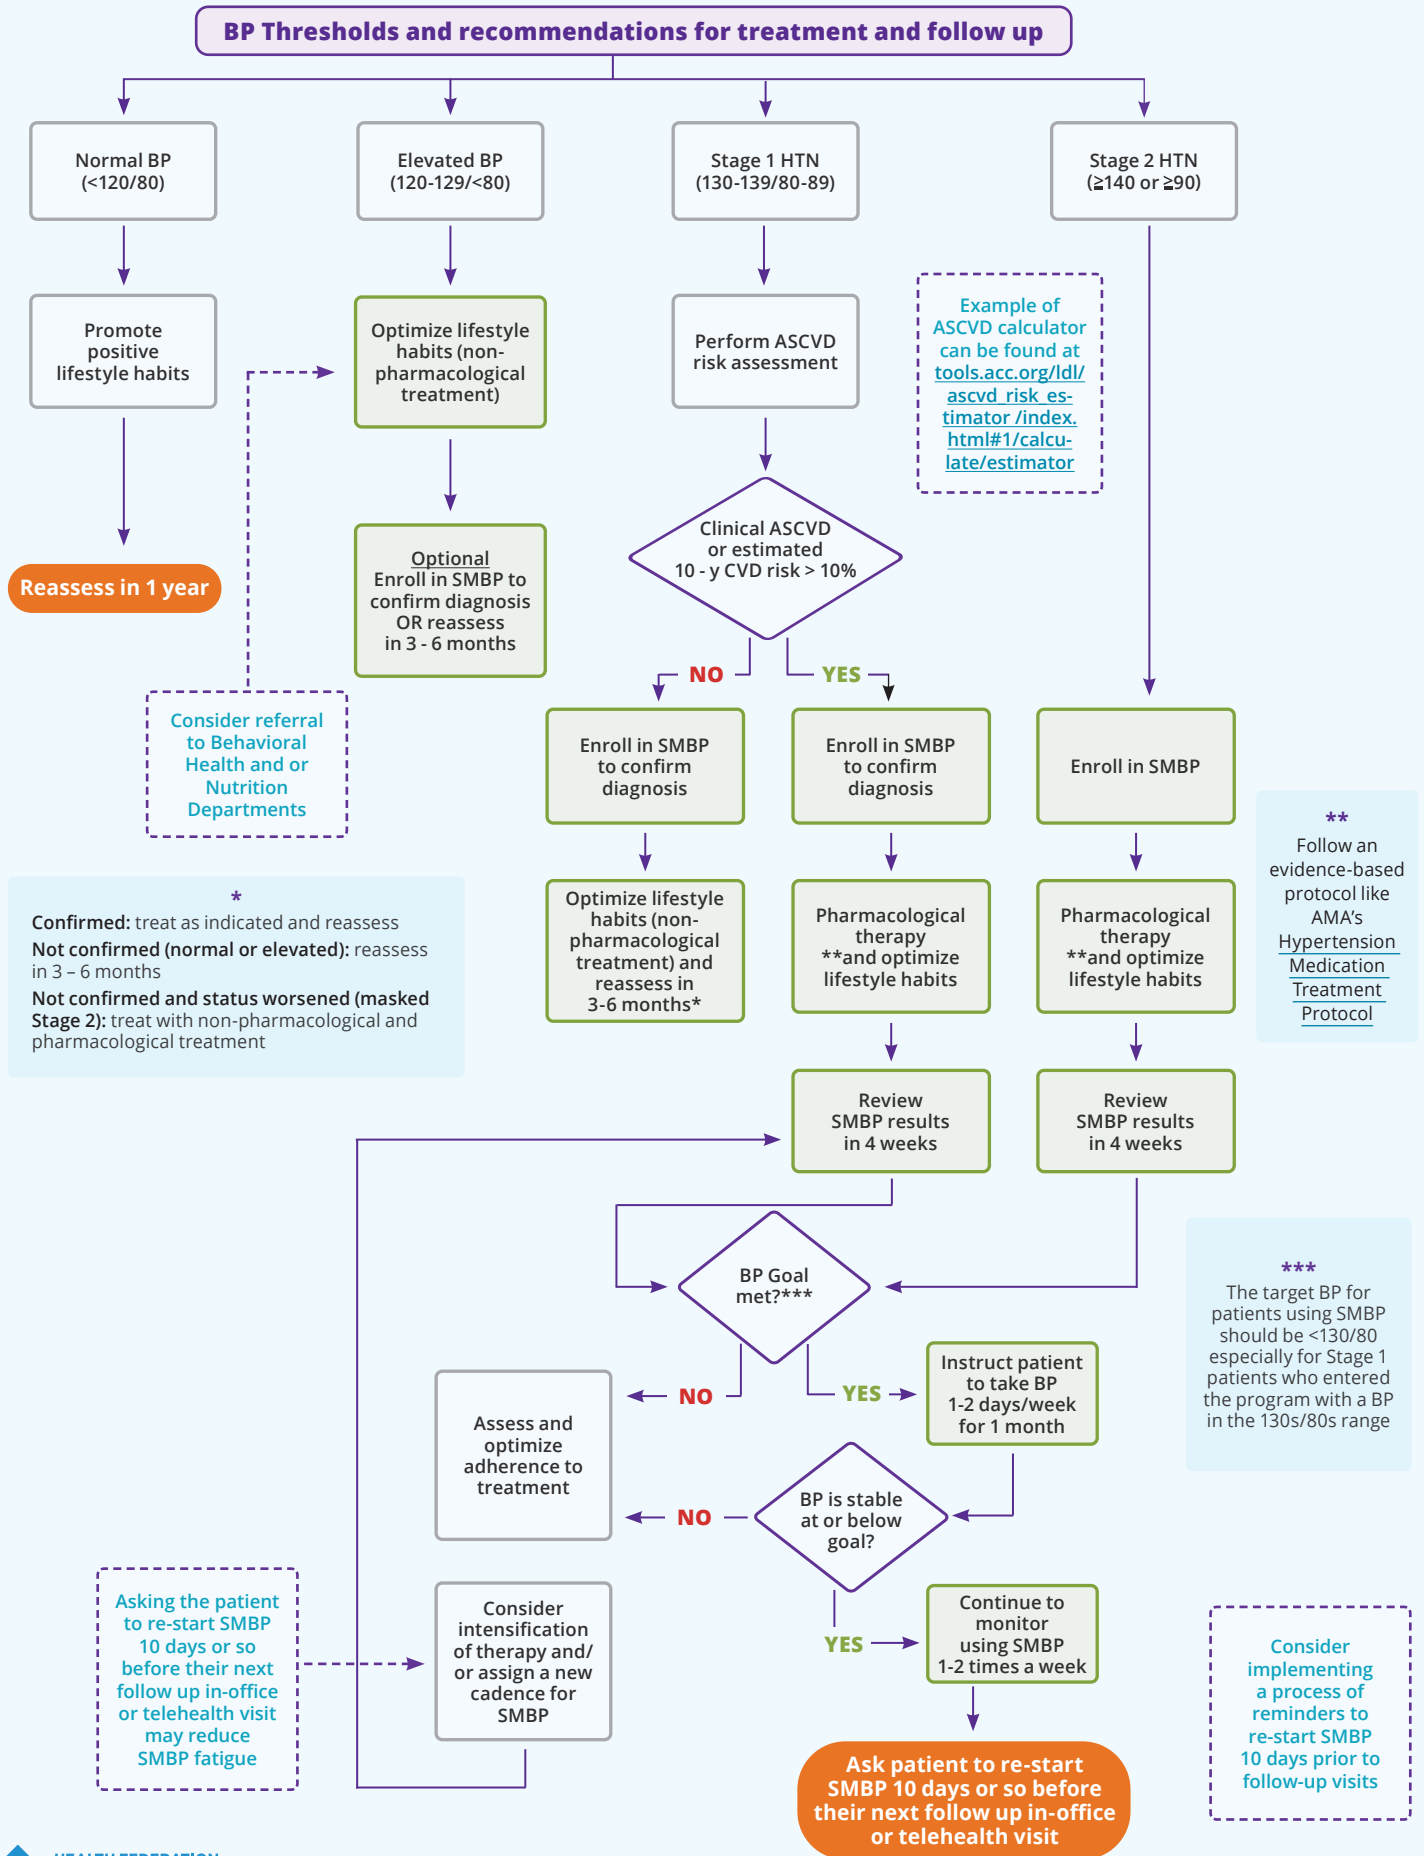 BP Thresholds and recommendations for treatment and follow up
Normal BP
(<120/80)
Elevated BP
(120-129/<80)
Stage 1 HTN
(130-139/80-89)
Stage 2 HTN
(≧140 or ≧90)
Promote
positive
lifestyle habits
Optimize lifestyle
habits (non-
pharmacological
treatment)
Perform ASCVD
risk assessment
Example of
ASCVD calculator
can be found at
tools.acc.org/ldl/
ascvd_risk_es-
timator /index.
html#1/calcu-
late/estimator
Reassess in 1 year
Optional
Enroll in SMBP to
confirm diagnosis
OR reassess
in 3 - 6 months
Clinical ASCVD
or estimated
10 - y CVD risk > 10%
NO
YES
Consider referral
to Behavioral
Health and or
Nutrition
Departments
Enroll in SMBP
to confirm
diagnosis
Enroll in SMBP
to confirm
diagnosis
Enroll in SMBP
**
Follow an
evidence-based
protocol like
AMA's
Hypertension
Medication
Treatment
Protocol
*
Confirmed: treat as indicated and reassess
Not confirmed (normal or elevated): reassess
in 3 – 6 months
Not confirmed and status worsened (masked
Stage 2): treat with non-pharmacological and
pharmacological treatment
Optimize lifestyle
habits (non-
pharmacological
treatment) and
reassess in
3-6 months*
Pharmacological
therapy
**and optimize
lifestyle habits
Pharmacological
therapy
**and optimize
lifestyle habits
Review
SMBP results
in 4 weeks
Review
SMBP results
in 4 weeks
BP Goal
met?***
***
The target BP for
patients using SMBP
should be <130/80
especially for Stage 1
patients who entered
the program with a BP
in the 130s/80s range
NO
YES
Instruct patient
to take BP
1-2 days/week
for 1 month
Assess and
optimize
adherence to
treatment
BP is stable
at or below
goal?
NO
YES
Asking the patient
to re-start SMBP
10 days or so
before their next
follow up in-office
or telehealth visit
may reduce
SMBP fatigue
Consider
intensification
of therapy and/
or assign a new
cadence for
SMBP
Continue to
monitor
using SMBP
1-2 times a week
Consider
implementing
a process of
reminders to
re-start SMBP
10 days prior to
follow-up visits
Ask patient to re-start
SMBP 10 days or so before
their next follow up in-office
or telehealth visit
HEALTH FEDERATION